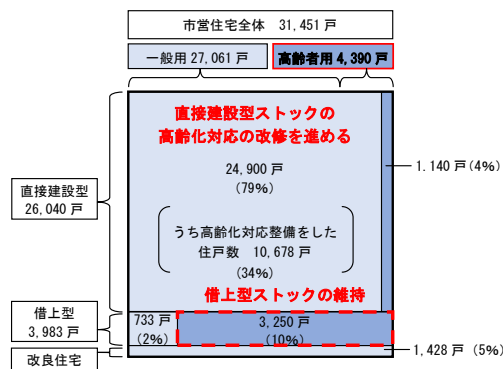 市営住宅全体 31,451 戸
一般用 27,061 戸
高齢者用 4,390 戸
直接建設型ストックの
高齢化対応の改修を進める
24,900 戸
(79%)
1.140 戸(4%)
直接建設型
26,040 戸
うち高齢化対応整備をした
住戸数 10,678 戸
(34%)
借上型ストックの維持
借上型
3,983 戸
733 戸
(2%)
3,250 戸
(10%)
改良住宅
1,428 戸 (5%)